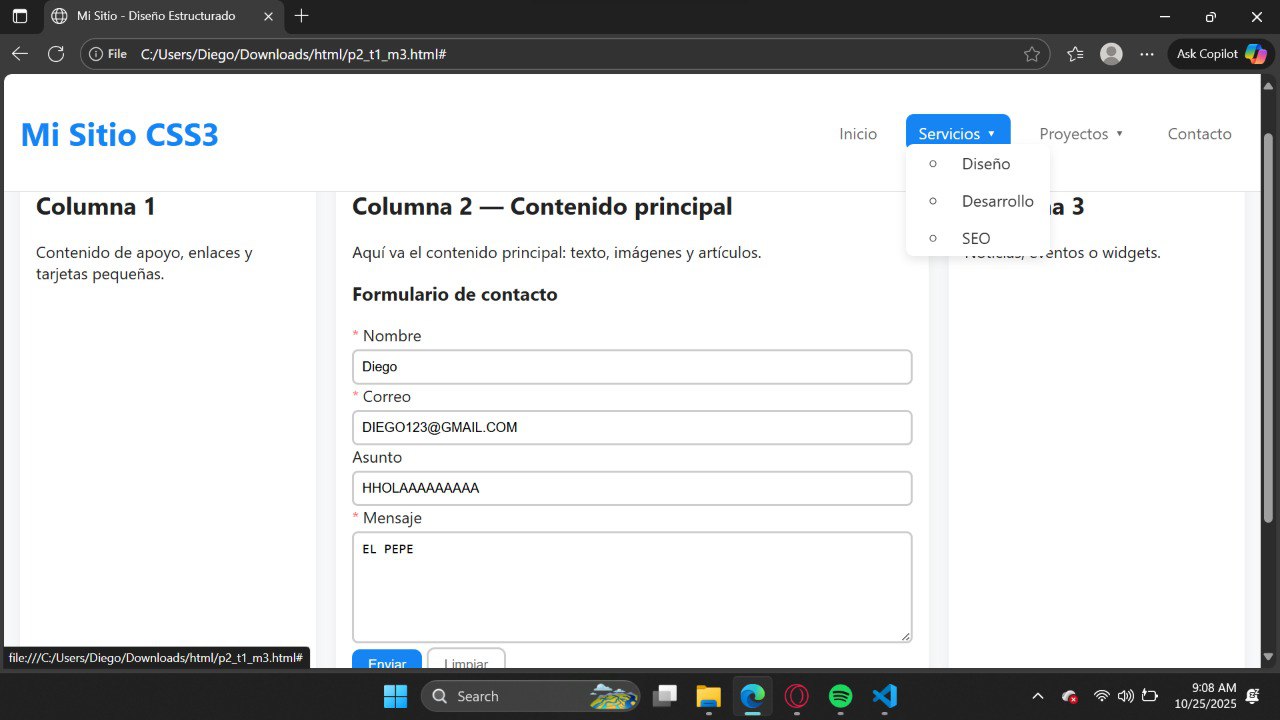 Mi Sitio - Diseño Estructurado
File C:/Users/Diego/Downloads/html/p2_t1_m3.html#
Ask Copilot
Mi Sitio CSS3
Inicio Servicios ▾ Proyectos ▾ Contacto
Diseño
Desarrollo
SEO
Columna 1
Contenido de apoyo, enlaces y
tarjetas pequeñas.
Columna 2 — Contenido principal
Aquí va el contenido principal: texto, imágenes y artículos.
Formulario de contacto
* Nombre
Diego
* Correo
DIEGO123@GMAIL.COM
Asunto
HHOLAAAAAAAAA
* Mensaje
EL PEPE
Enviar Limpiar
a 3
Noticias, eventos o widgets.
file:///C:/Users/Diego/Downloads/html/p2_t1_m3.html#
Search
9:08 AM
10/25/2025